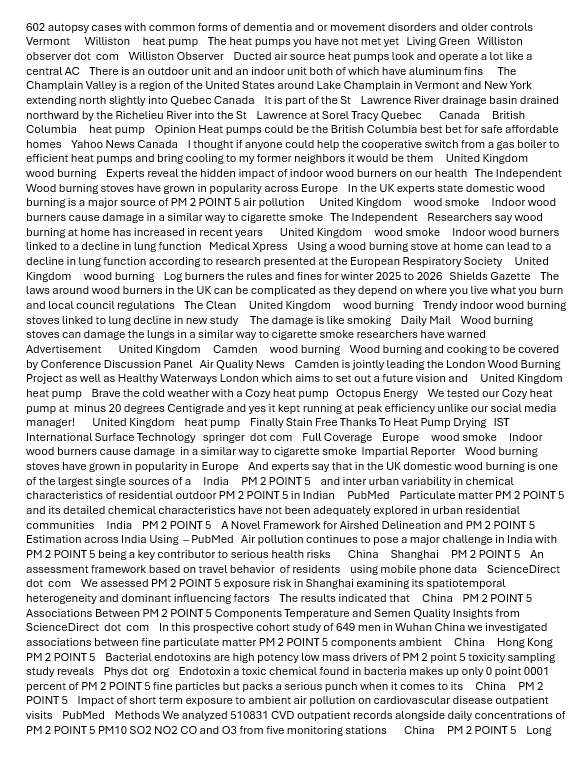 602 autopsy cases with common forms of dementia and or movement disorders and older controls
Vermont    Williston    heat pump    The heat pumps you have not met yet   Living Green   Williston
observer dot  com    Williston Observer    Ducted air source heat pumps look and operate a lot like a
central AC    There is an outdoor unit and an indoor unit both of which have aluminum fins      The
Champlain Valley is a region of the United States around Lake Champlain in Vermont and New York
extending north slightly into Quebec Canada    It is part of the St    Lawrence River drainage basin drained
northward by the Richelieu River into the St    Lawrence at Sorel Tracy Quebec      Canada    British
Columbia    heat pump    Opinion Heat pumps could be the British Columbia best bet for safe affordable
homes    Yahoo News Canada    I thought if anyone could help the cooperative switch from a gas boiler to
efficient heat pumps and bring cooling to my former neighbors it would be them     United Kingdom
wood burning    Experts reveal the hidden impact of indoor wood burners on our health   The Independent
Wood burning stoves have grown in popularity across Europe    In the UK experts state domestic wood
burning is a major source of PM 2 POINT 5 air pollution     United Kingdom    wood smoke    Indoor wood
burners cause damage in a similar way to cigarette smoke   The Independent    Researchers say wood
burning at home has increased in recent years      United Kingdom    wood smoke    Indoor wood burners
linked to a decline in lung function   Medical Xpress    Using a wood burning stove at home can lead to a
decline in lung function according to research presented at the European Respiratory Society     United
Kingdom    wood burning    Log burners the rules and fines for winter 2025 to 2026   Shields Gazette    The
laws around wood burners in the UK can be complicated as they depend on where you live what you burn
and local council regulations    The Clean     United Kingdom    wood burning    Trendy indoor wood burning
stoves linked to lung decline in new study     The damage is like smoking    Daily Mail    Wood burning
stoves can damage the lungs in a similar way to cigarette smoke researchers have warned
Advertisement      United Kingdom    Camden    wood burning    Wood burning and cooking to be covered
by Conference Discussion Panel   Air Quality News    Camden is jointly leading the London Wood Burning
Project as well as Healthy Waterways London which aims to set out a future vision and     United Kingdom
heat pump    Brave the cold weather with a Cozy heat pump   Octopus Energy    We tested our Cozy heat
pump at  minus 20 degrees Centigrade and yes it kept running at peak efficiency unlike our social media
manager!      United Kingdom    heat pump    Finally Stain Free Thanks To Heat Pump Drying   IST
International Surface Technology   springer  dot com    Full Coverage    Europe    wood smoke    Indoor
wood burners cause damage  in a similar way to cigarette smoke  Impartial Reporter    Wood burning
stoves have grown in popularity in Europe    And experts say that in the UK domestic wood burning is one
of the largest single sources of a     India    PM 2 POINT 5    and inter urban variability in chemical
characteristics of residential outdoor PM 2 POINT 5 in Indian     PubMed    Particulate matter PM 2 POINT 5
and its detailed chemical characteristics have not been adequately explored in urban residential
communities     India    PM 2 POINT 5    A Novel Framework for Airshed Delineation and PM 2 POINT 5
Estimation across India Using  – PubMed   Air pollution continues to pose a major challenge in India with
PM 2 POINT 5 being a key contributor to serious health risks      China    Shanghai    PM 2 POINT 5    An
assessment framework based on travel behavior  of residents    using mobile phone data    ScienceDirect
dot  com    We assessed PM 2 POINT 5 exposure risk in Shanghai examining its spatiotemporal
heterogeneity and dominant influencing factors    The results indicated that     China    PM 2 POINT 5
Associations Between PM 2 POINT 5 Components Temperature and Semen Quality Insights from
ScienceDirect  dot  com    In this prospective cohort study of 649 men in Wuhan China we investigated
associations between fine particulate matter PM 2 POINT 5 components ambient     China    Hong Kong
PM 2 POINT 5    Bacterial endotoxins are high potency low mass drivers of PM 2 point 5 toxicity sampling
study reveals    Phys dot  org    Endotoxin a toxic chemical found in bacteria makes up only 0 point 0001
percent of PM 2 POINT 5 fine particles but packs a serious punch when it comes to its     China    PM 2
POINT 5    Impact of short term exposure to ambient air pollution on cardiovascular disease outpatient
visits    PubMed    Methods We analyzed 510831 CVD outpatient records alongside daily concentrations of
PM 2 POINT 5 PM10 SO2 NO2 CO and O3 from five monitoring stations      China    PM 2 POINT 5    Long